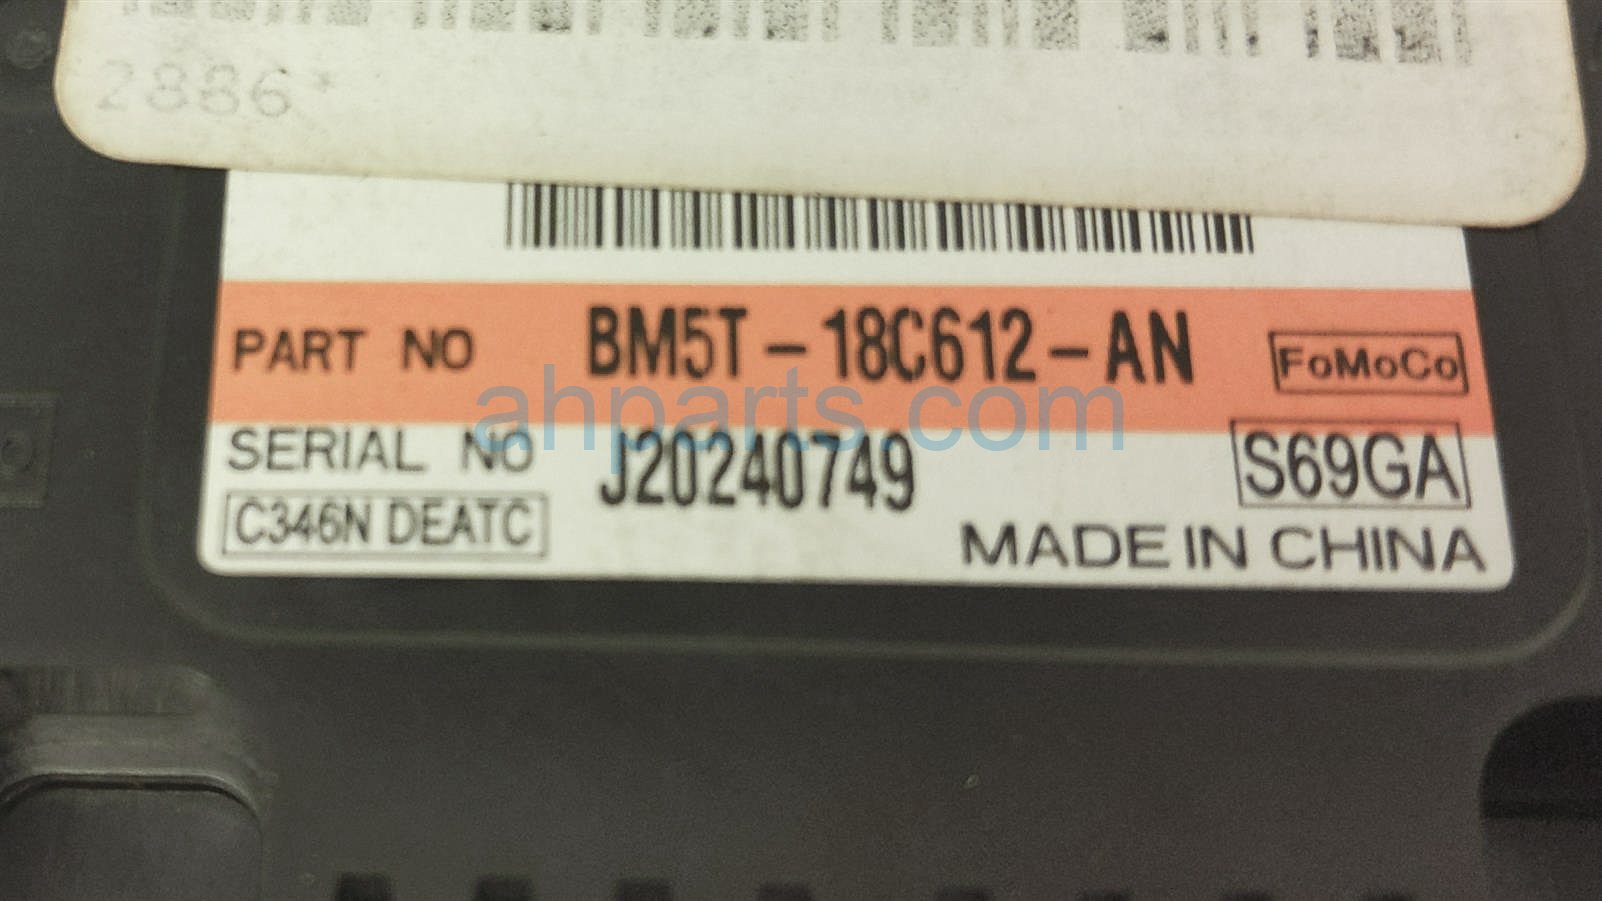 2886*
PART NO BM5T-18C612-AN FoMoCo
ahparts.com
SERIAL NO J20240749 S69GA
C346N DEATC MADE IN CHINA